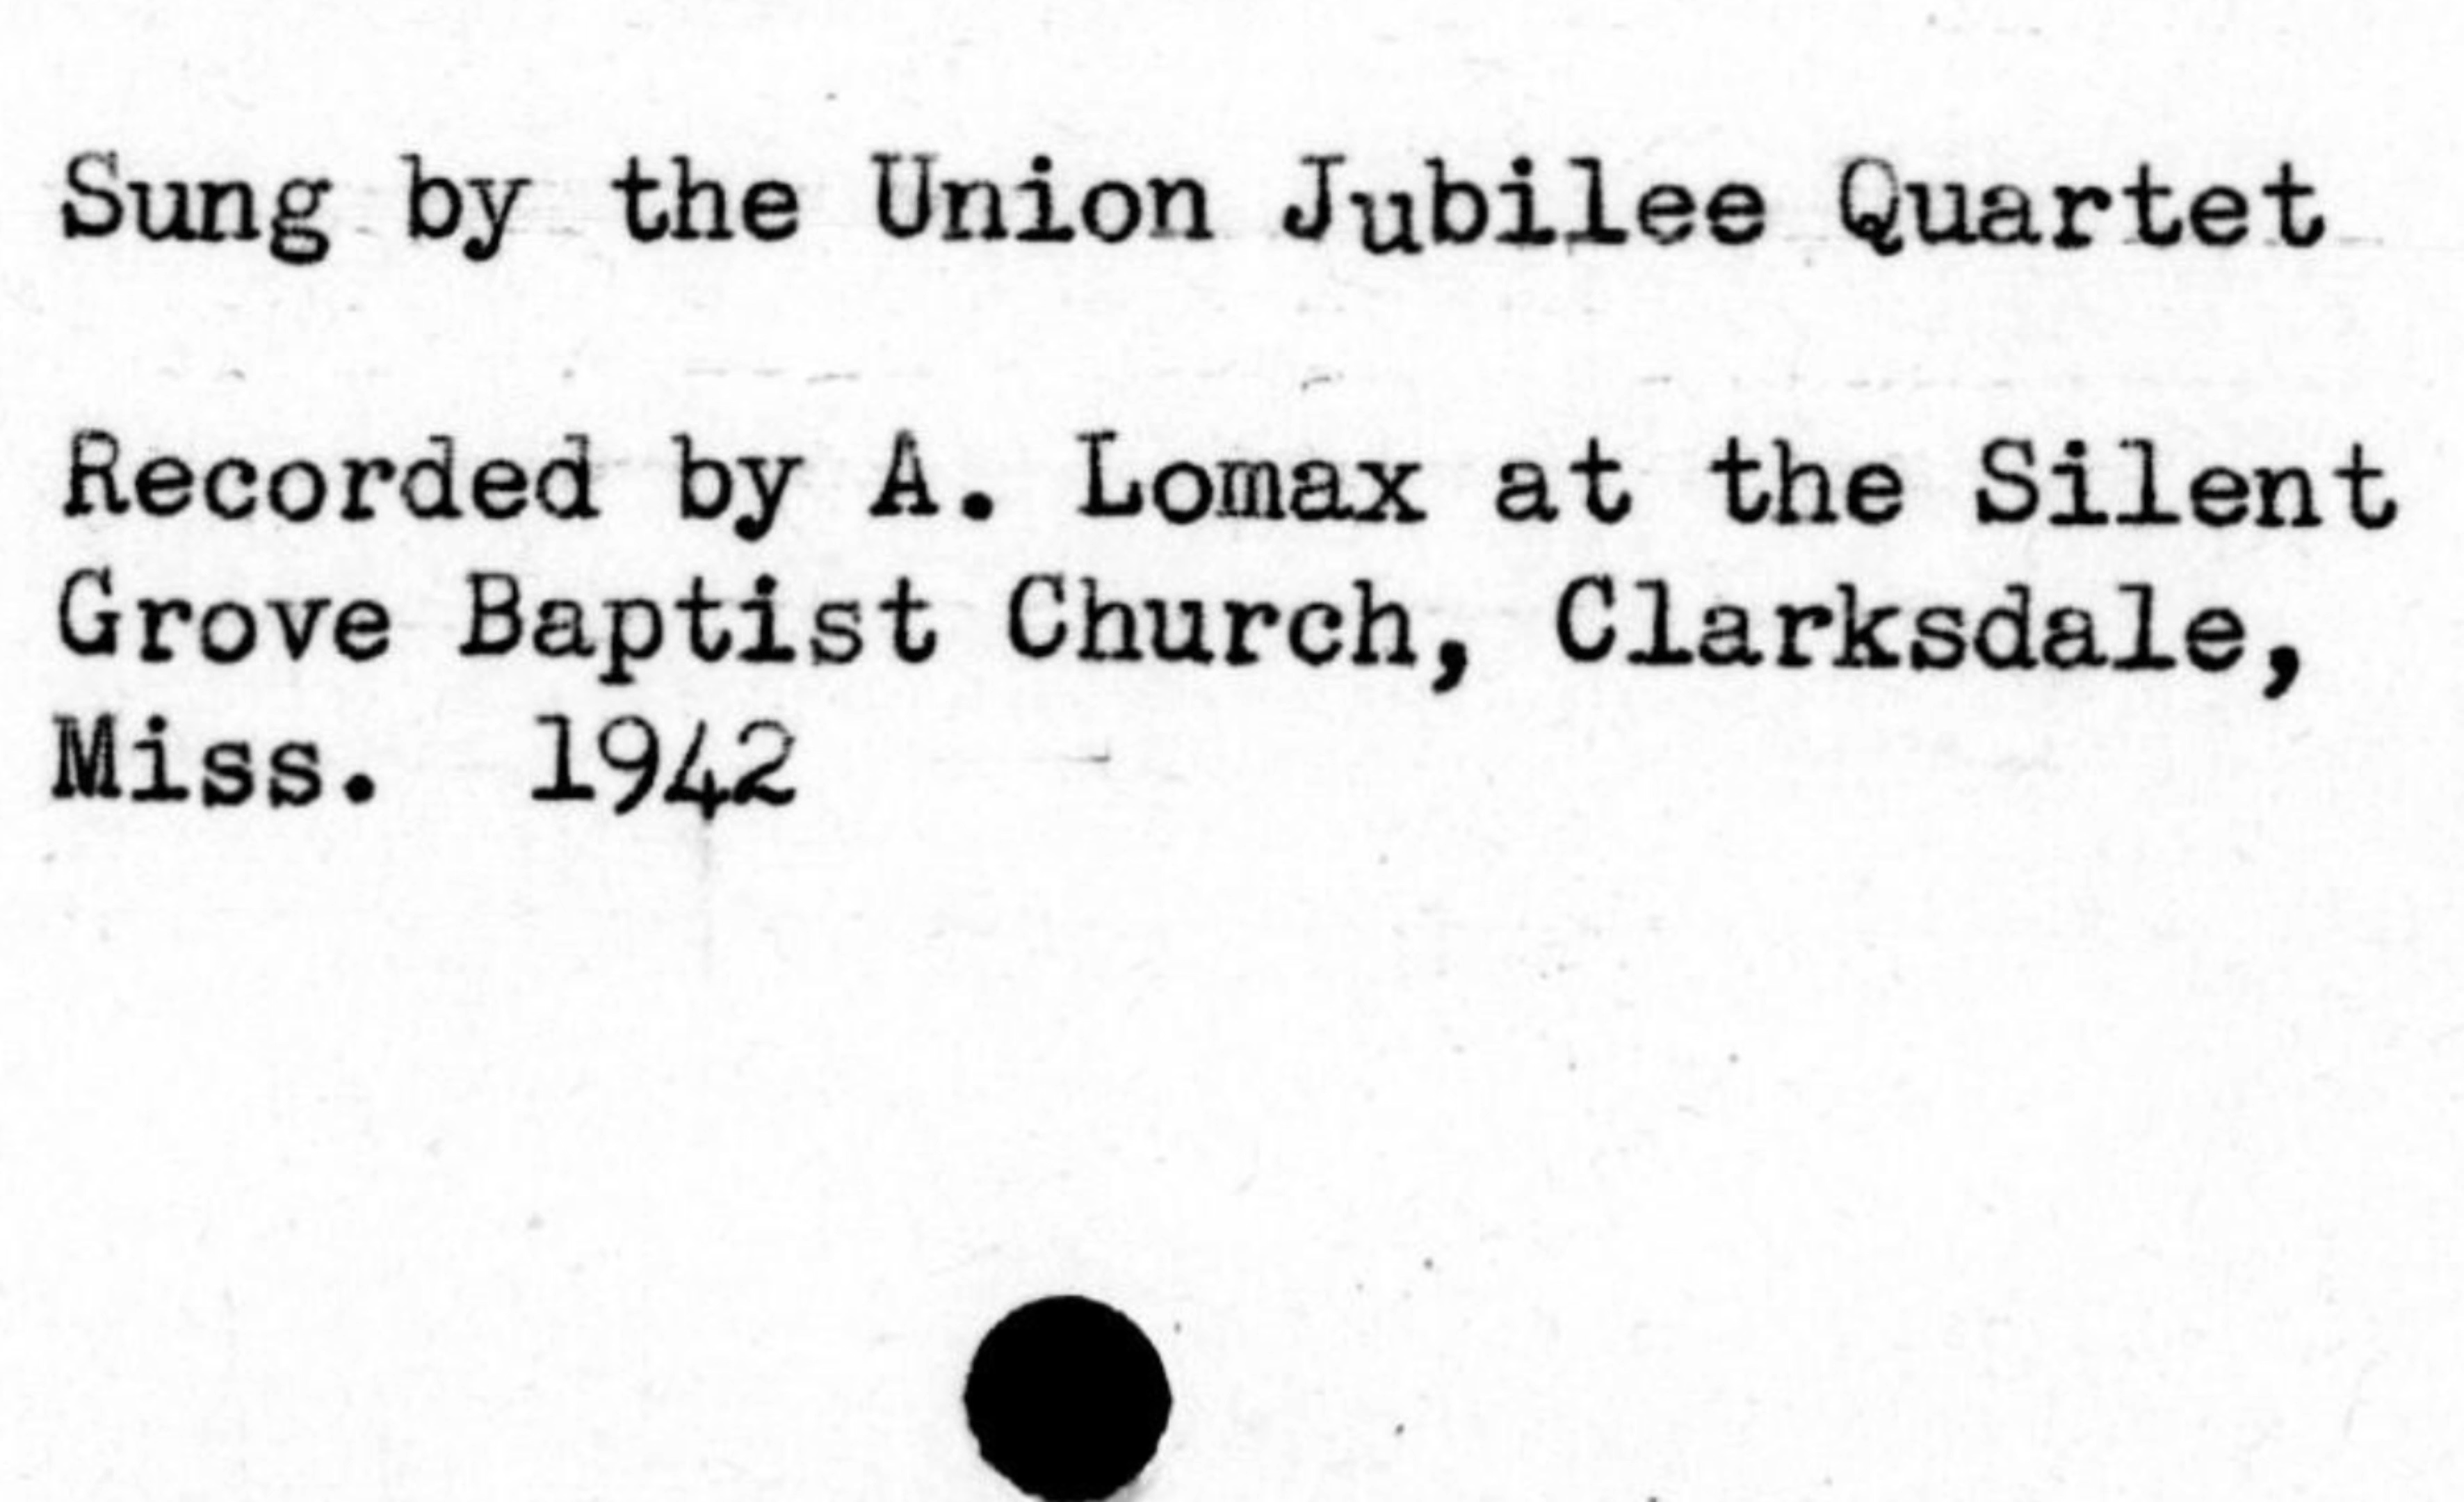 Sung by the Union Jubilee Quartet
Recorded by A. Lomax at the Silent
Grove Baptist Church, Clarksdale,
Miss.  1942